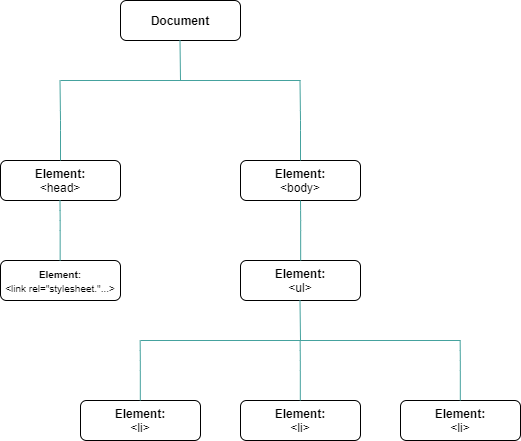 Document
Element:
<head>
Element:
<body>
Element:
<link rel="stylesheet."...>
Element:
<ul>
Element:
<li>
Element:
<li>
Element:
<li>